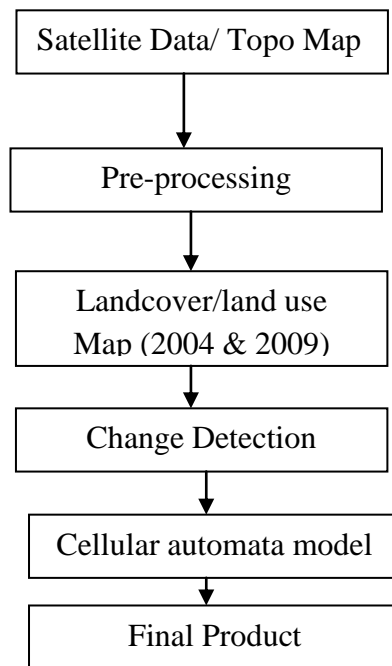 Satellite Data/ Topo Map
Pre-processing
Landcover/land use
Map (2004 & 2009)
Change Detection
Cellular automata model
Final Product